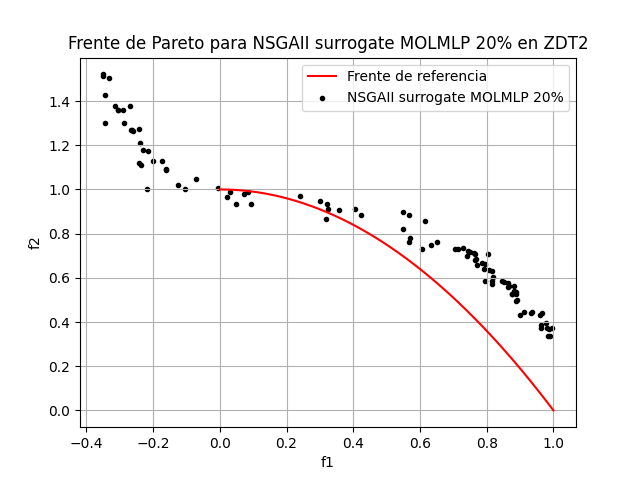 Frente de Pareto para NSGAII surrogate MOLMLP 20% en ZDT2
Frente de referencia
NSGAII surrogate MOLMLP 20%
f2
1.4
1.2
1.0
0.8
0.6
0.4
0.2
0.0
−0.4 −0.2 0.0 0.2 0.4 0.6 0.8 1.0
f1